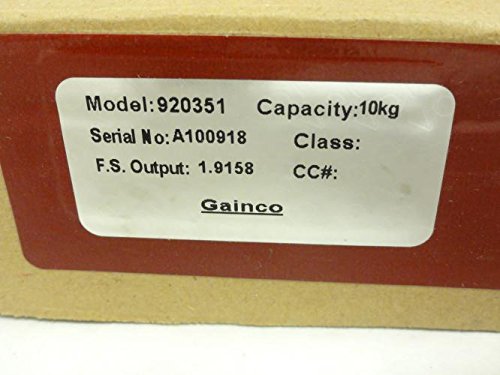 Model:920351 Capacity:10kg
Serial No: A100918 Class:
F.S. Output: 1.9158 CC#:
Gainco